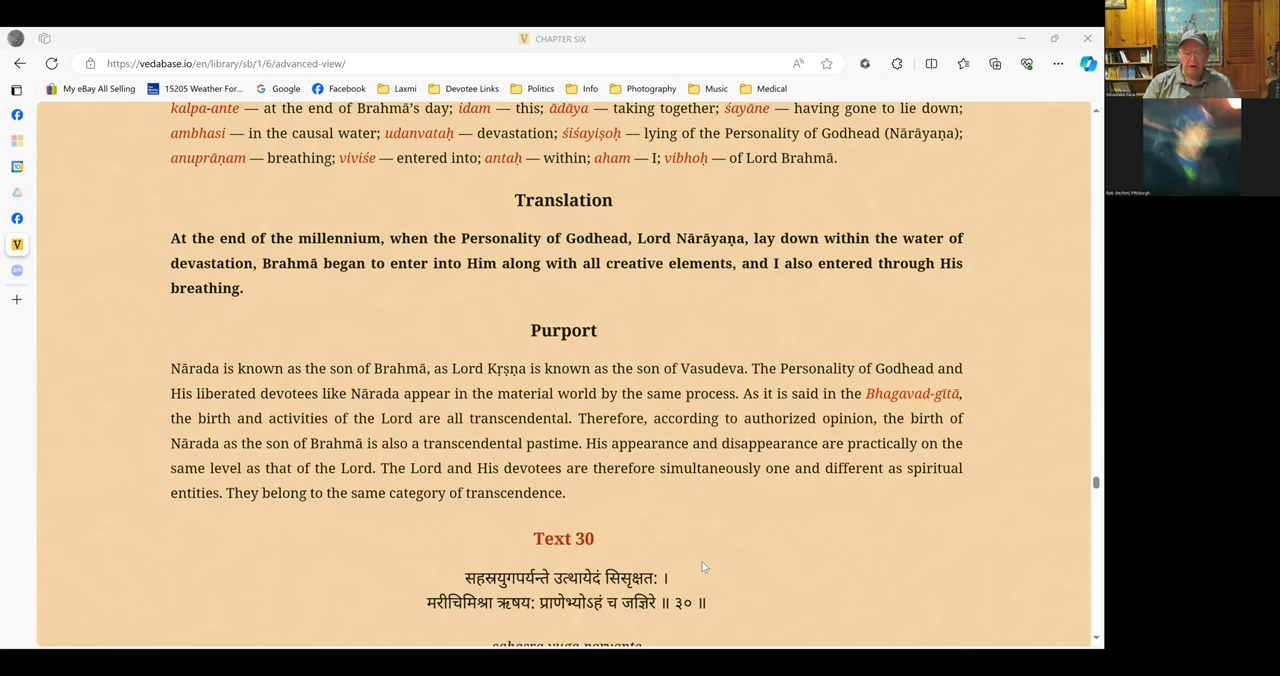 CHAPTER SIX
https://vedabase.io/en/library/sb/1/6/advanced-view/
My eBay All Selling
15205 Weather For...
Google
Facebook
Laxmi
Devotee Links
Politics
Info
Photography
Music
Medical
kalpa-ante — at the end of Brahmā's day; idam — this; ādāya — taking together; śayāne — having gone to lie down;
ambhasi — in the causal water; udanvataḥ — devastation; śiśayiṣoḥ — lying of the Personality of Godhead (Nārāyaṇa);
anuprāṇam — breathing; viviśe — entered into; antaḥ — within; aham — I; vibhoḥ — of Lord Brahmā.
Translation
At the end of the millennium, when the Personality of Godhead, Lord Nārāyaṇa, lay down within the water of
devastation, Brahmā began to enter into Him along with all creative elements, and I also entered through His
breathing.
Purport
Nārada is known as the son of Brahmā, as Lord Kṛṣṇa is known as the son of Vasudeva. The Personality of Godhead and
His liberated devotees like Nārada appear in the material world by the same process. As it is said in the Bhagavad-gītā,
the birth and activities of the Lord are all transcendental. Therefore, according to authorized opinion, the birth of
Nārada as the son of Brahmā is also a transcendental pastime. His appearance and disappearance are practically on the
same level as that of the Lord. The Lord and His devotees are therefore simultaneously one and different as spiritual
entities. They belong to the same category of transcendence.
Text 30
सहस्रयुगपर्यन्ते उत्थायेदं सिसृक्षत: ।
मरीचिमिश्रा ऋषय: प्राणेभ्योऽहं च जज्ञिरे ॥ ३० ॥
sahasra-yuga-paryante
Rob (he/him) Pittsburgh